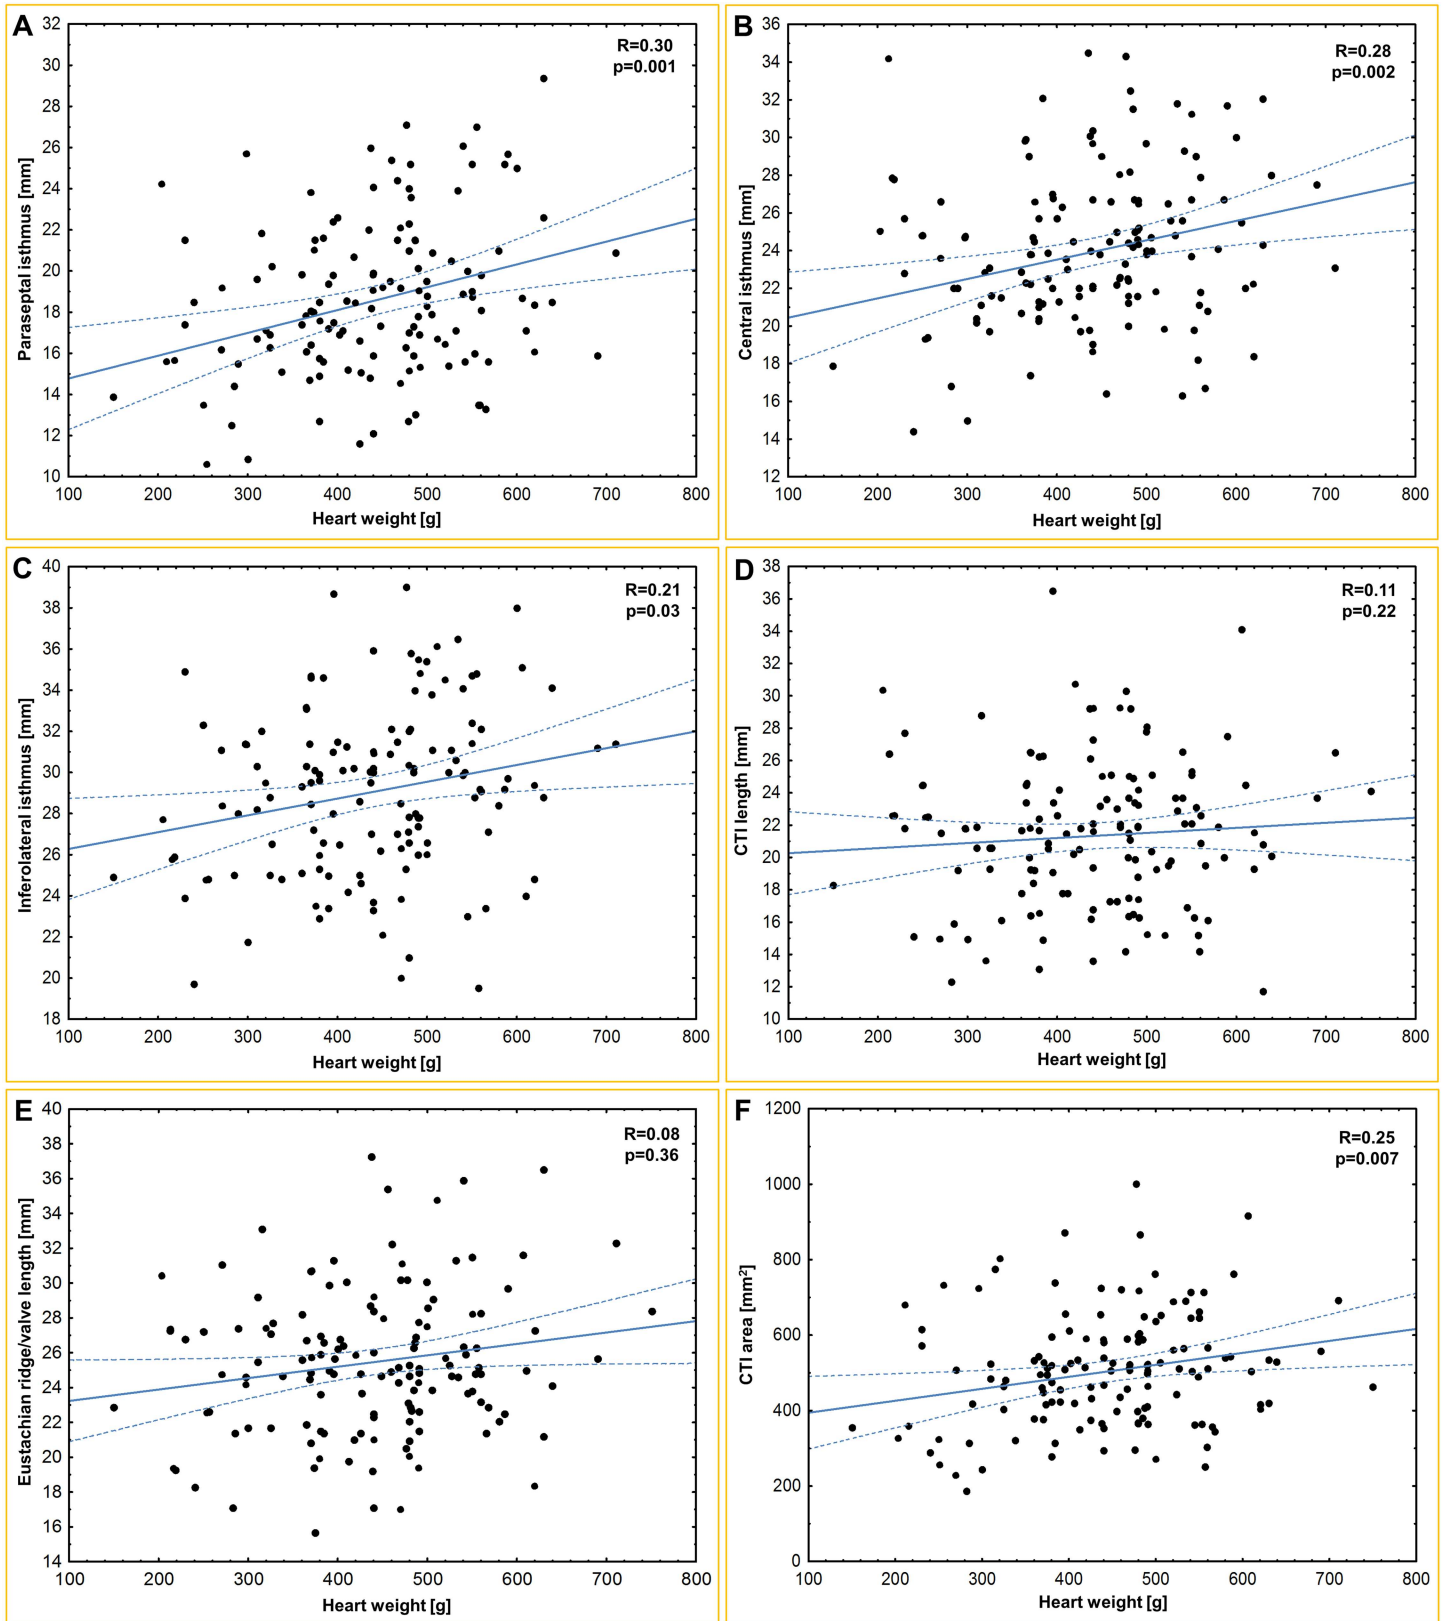 A
R=0.30
p=0.001
Paraseptal isthmus [mm]
32
30
28
26
24
22
20
18
16
14
12
10
100 200 300 400 500 600 700 800
Heart weight [g]
B
R=0.28
p=0.002
Central isthmus [mm]
36
34
32
30
28
26
24
22
20
18
16
14
12
100 200 300 400 500 600 700 800
Heart weight [g]
C
R=0.21
p=0.03
Inferolateral isthmus [mm]
40
38
36
34
32
30
28
26
24
22
20
18
100 200 300 400 500 600 700 800
Heart weight [g]
D
R=0.11
p=0.22
CTI length [mm]
38
36
34
32
30
28
26
24
22
20
18
16
14
12
10
100 200 300 400 500 600 700 800
Heart weight [g]
E
R=0.08
p=0.36
Eustachian ridge/valve length [mm]
40
38
36
34
32
30
28
26
24
22
20
18
16
14
100 200 300 400 500 600 700 800
Heart weight [g]
F
R=0.25
p=0.007
CTI area [mm²]
1200
1000
800
600
400
200
0
100 200 300 400 500 600 700 800
Heart weight [g]